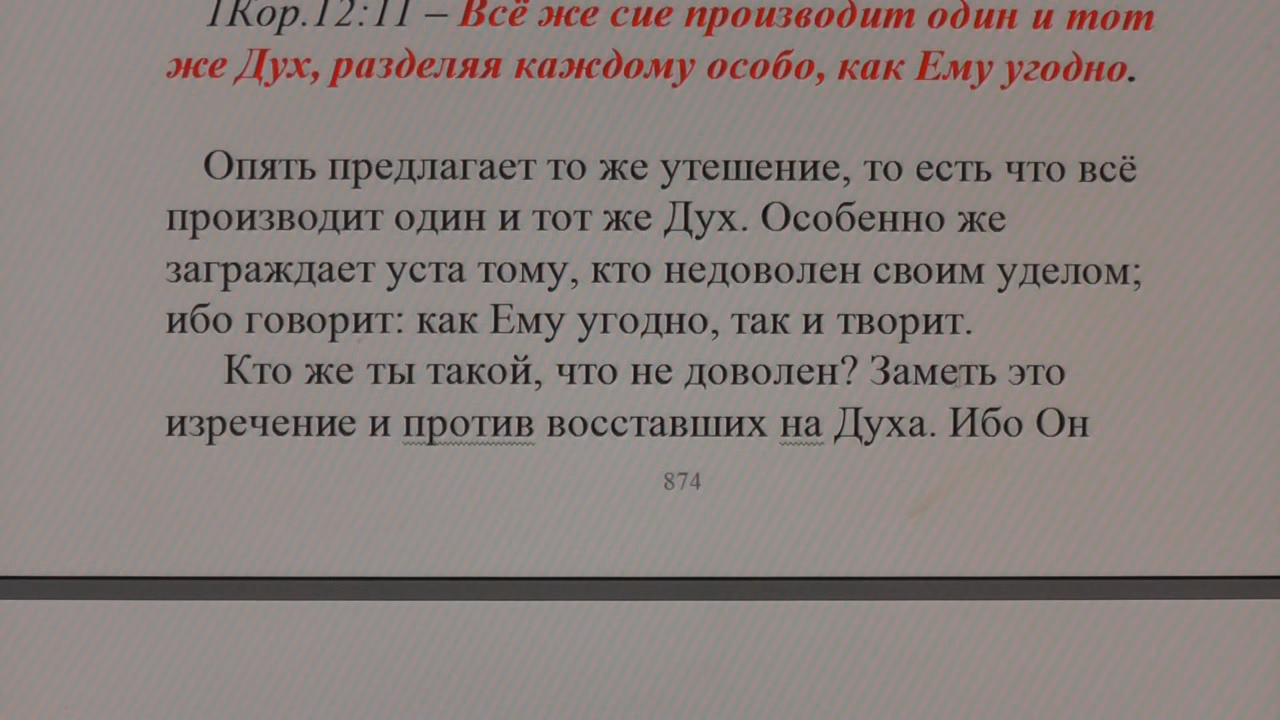 1Кор.12:11 – Всё же сие производит один и тот
же Дух, разделяя каждому особо, как Ему угодно.
Опять предлагает то же утешение, то есть что всё
производит один и тот же Дух. Особенно же
заграждает уста тому, кто недоволен своим уделом;
ибо говорит: как Ему угодно, так и творит.
Кто же ты такой, что не доволен? Заметь это
изречение и против восставших на Духа. Ибо Он
874